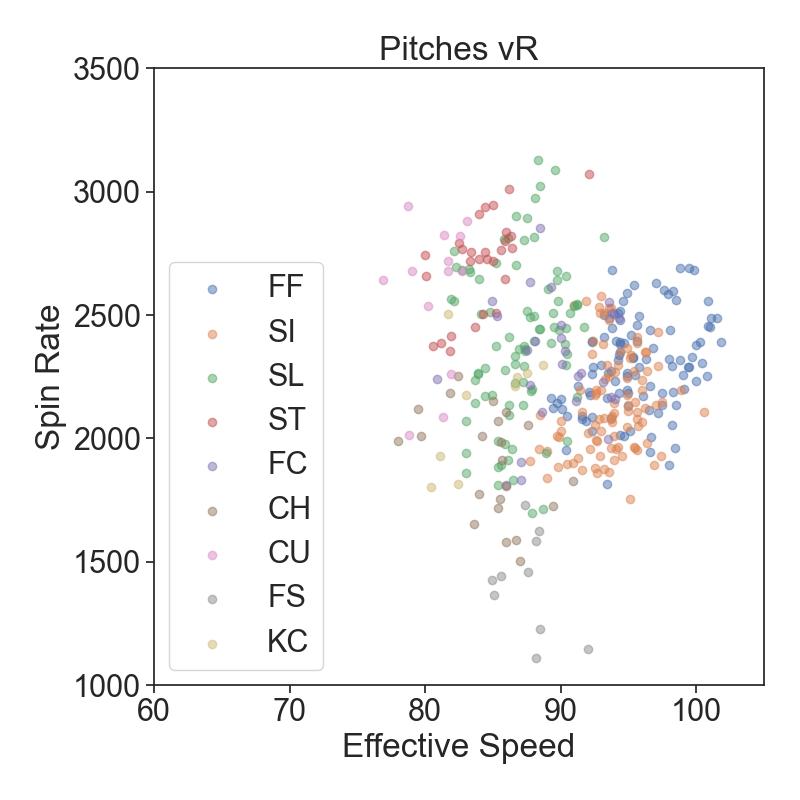 Pitches vR
3500
3000
2500
2000
1500
1000
Spin Rate
FF
SI
SL
ST
FC
CH
CU
FS
KC
60 70 80 90 100
Effective Speed